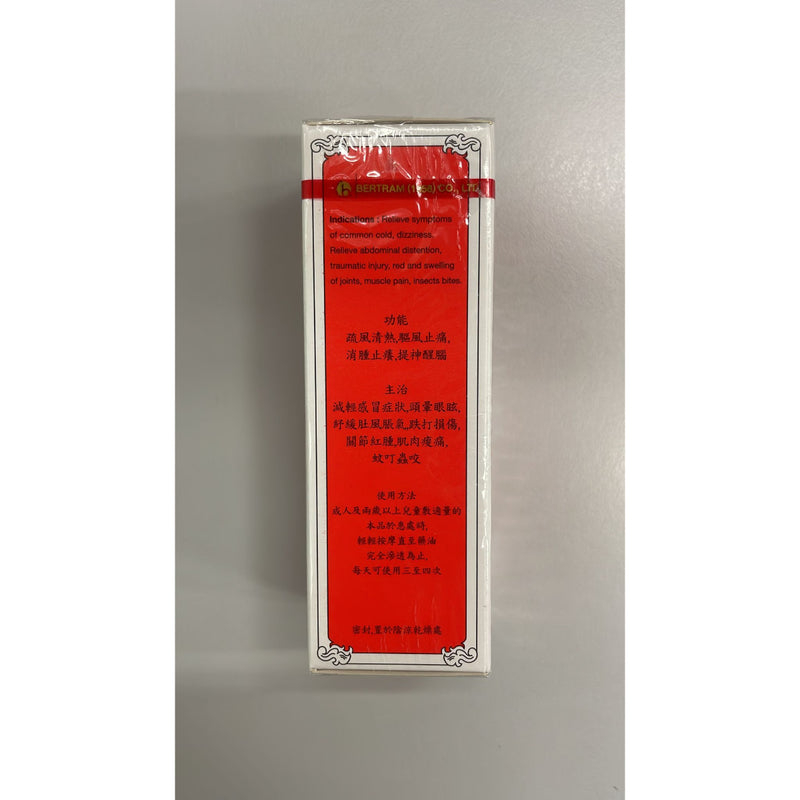 BERTRAM (1958) CO., LTD.
Indications : Relieve symptoms
of common cold, dizziness.
Relieve abdominal distention,
traumatic injury, red and swelling
of joints, muscle pain, insects bites.
功能
疏風清熱,驅風止痛,
消腫止癢,提神醒腦
主治
減輕感冒症狀,頭暈眼眩,
紓緩肚風脹氣,跌打損傷,
關節紅腫,肌肉痠痛,
蚊叮蟲咬
使用方法
成人及兩歲以上兒童敷適量的
本品於患處時,
輕輕按摩直至藥油
完全滲透為止,
每天可使用三至四次
密封,置於陰涼乾燥處